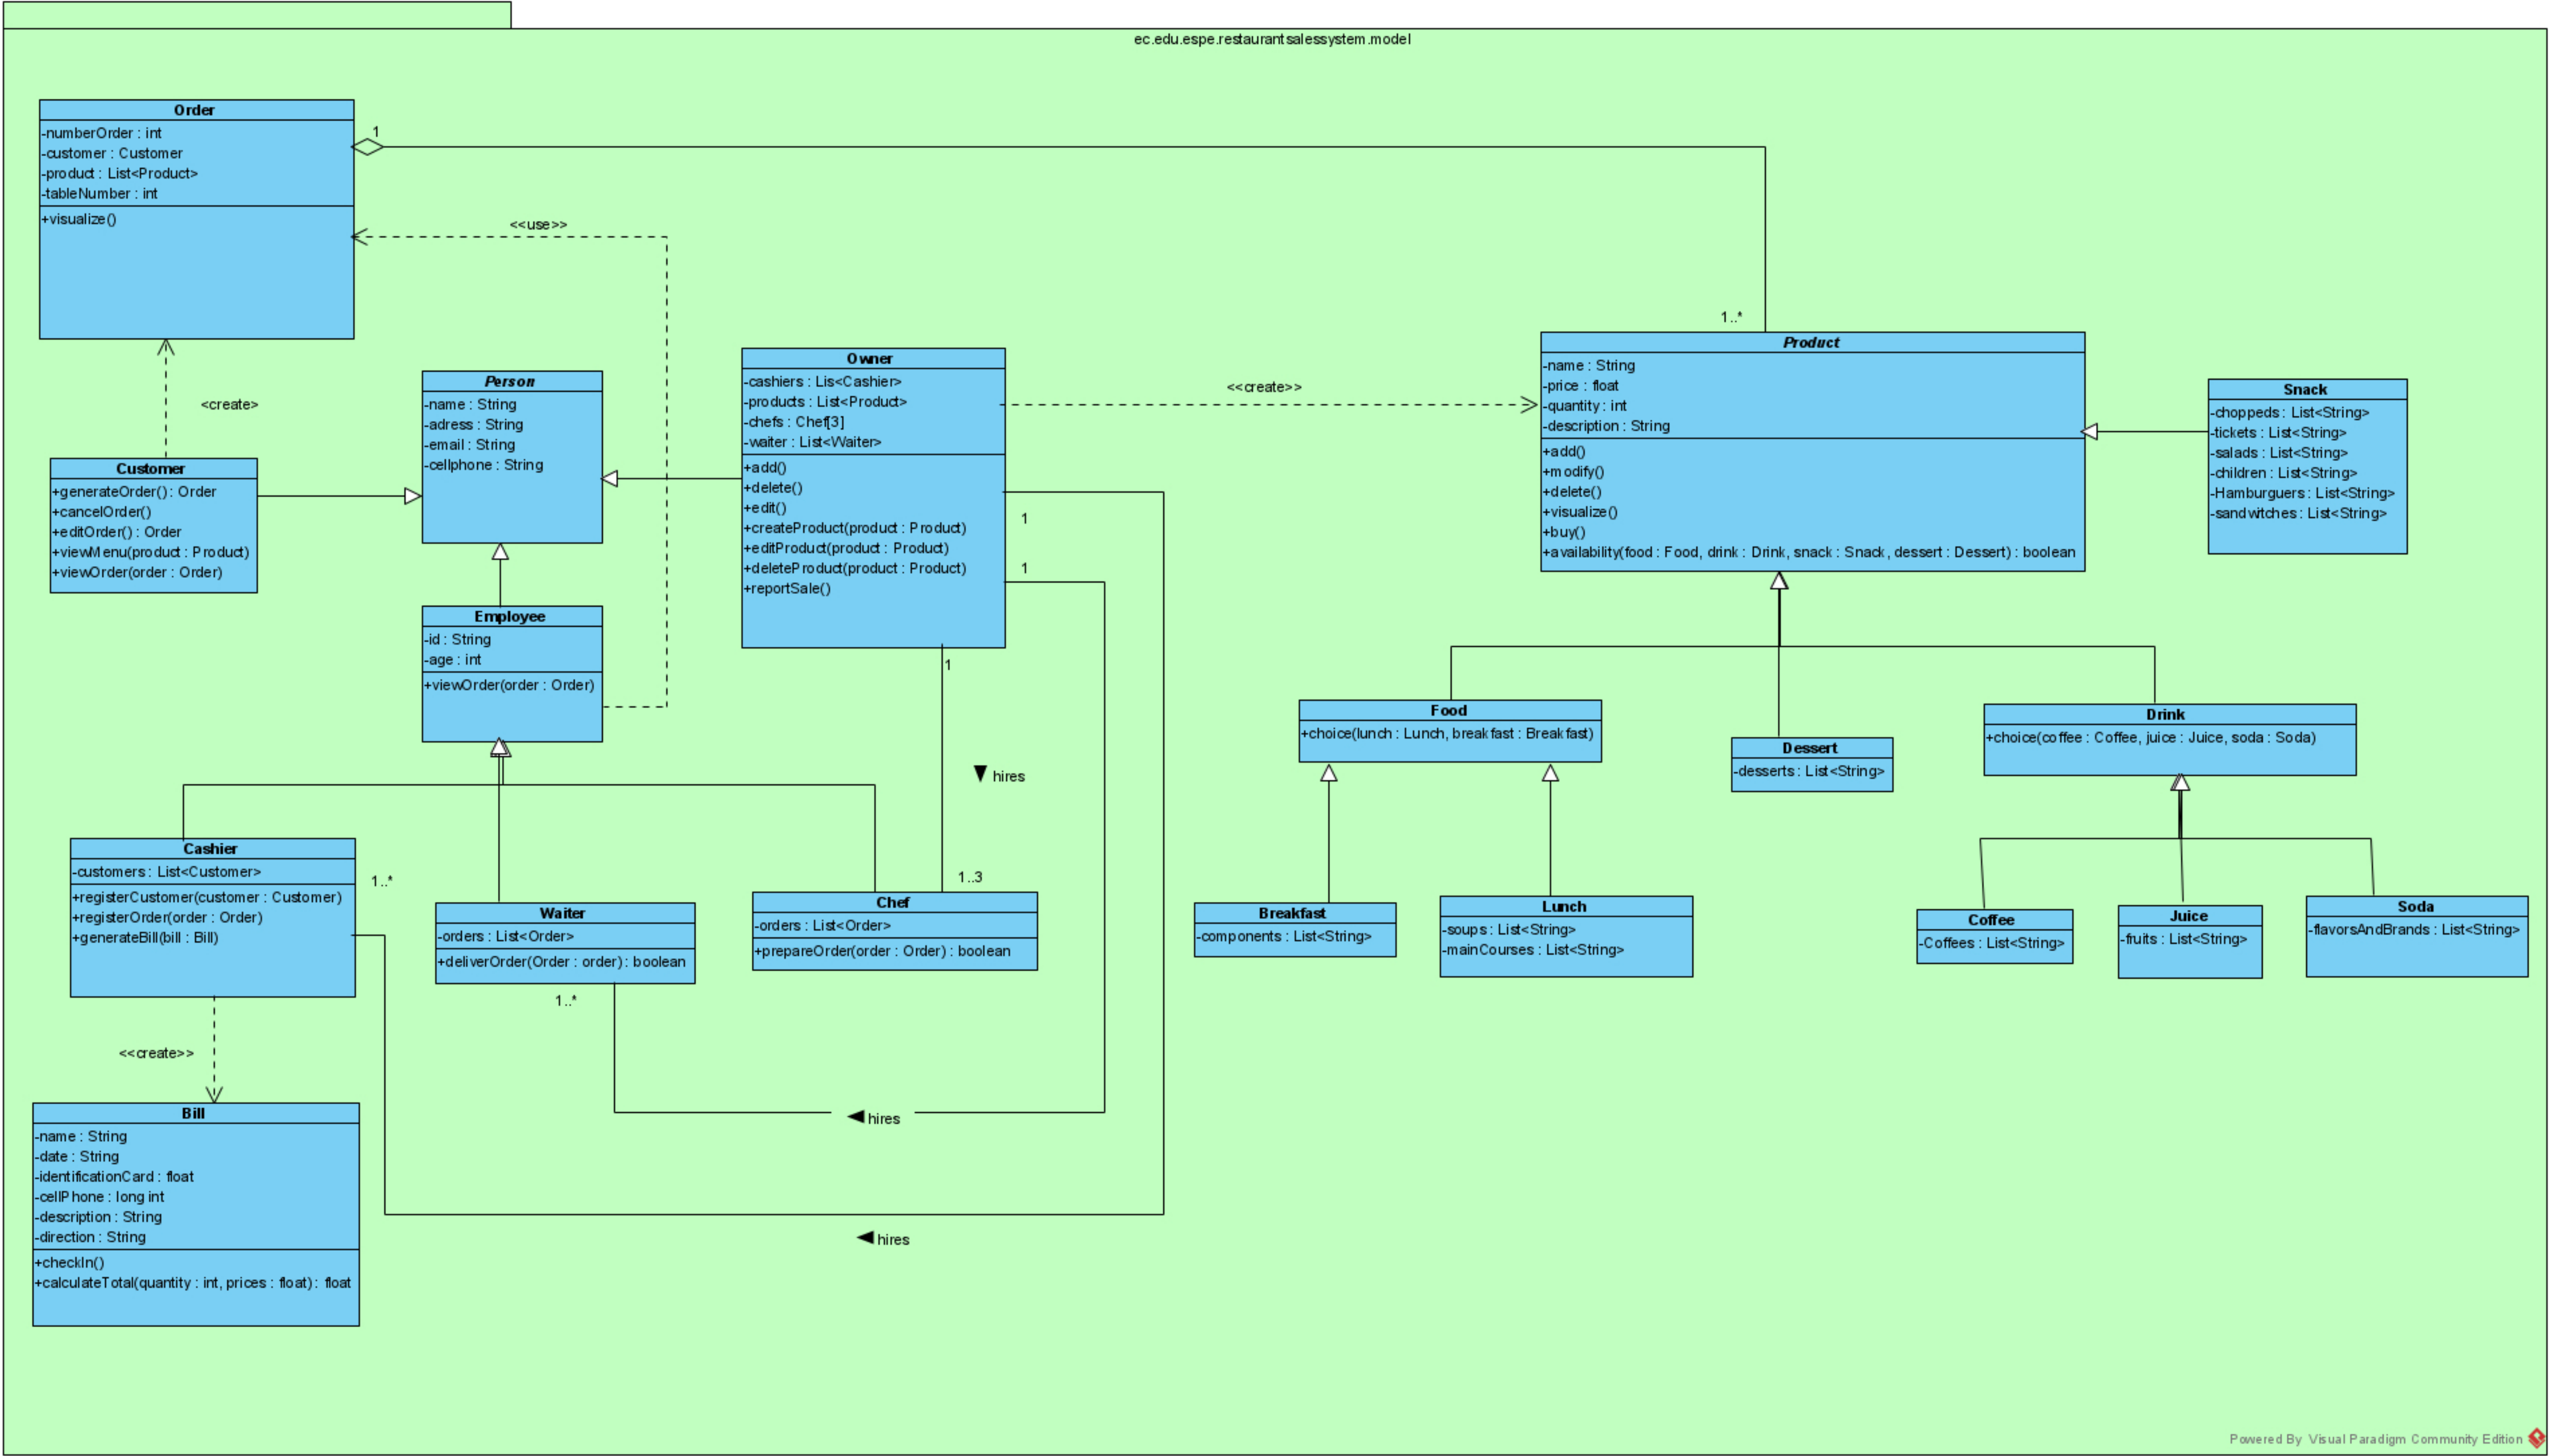 ec.edu.espe.restaurantsalessystem.model
Order
-numberOrder : int
-customer : Customer
-product : List<Product>
-tableNumber : int
+visualize()
1
<<use>>
1..*
<create>
Customer
+generateOrder() : Order
+cancelOrder()
+editOrder() : Order
+viewMenu(product : Product)
+viewOrder(order : Order)
Person
-name : String
-adress : String
-email : String
-cellphone : String
Owner
-cashiers : Lis<Cashier>
-products : List<Product>
-chefs : Chef[3]
-waiter : List<Waiter>
+add()
+delete()
+edit()
+createProduct(product : Product)
+editProduct(product : Product)
+deleteProduct(product : Product)
+reportSale()
1
1
1
<<create>>
Product
-name : String
-price : float
-quantity : int
-description : String
+add()
+modify()
+delete()
+visualize()
+buy()
+availability(food : Food, drink : Drink, snack : Snack, dessert : Dessert) : boolean
Snack
-choppeds : List<String>
-tickets : List<String>
-salads : List<String>
-children : List<String>
-Hamburguers : List<String>
-sandwitches : List<String>
Employee
-id : String
-age : int
+viewOrder(order : Order)
hires
Food
+choice(lunch : Lunch, breakfast : Breakfast)
Dessert
-desserts : List<String>
Drink
+choice(coffee : Coffee, juice : Juice, soda : Soda)
Cashier
-customers : List<Customer>
+registerCustomer(customer : Customer)
+registerOrder(order : Order)
+generateBill(bill : Bill)
1..*
Waiter
-orders : List<Order>
+deliverOrder(Order : order) : boolean
1..*
1..3
Chef
-orders : List<Order>
+prepareOrder(order : Order) : boolean
Breakfast
-components : List<String>
Lunch
-soups : List<String>
-mainCourses : List<String>
Coffee
-Coffees : List<String>
Juice
-fruits : List<String>
Soda
-flavorsAndBrands : List<String>
<<create>>
hires
hires
Bill
-name : String
-date : String
-identificationCard : float
-cellPhone : long int
-description : String
-direction : String
+checkIn()
+calculateTotal(quantity : int, prices : float) : float
Powered By Visual Paradigm Community Edition